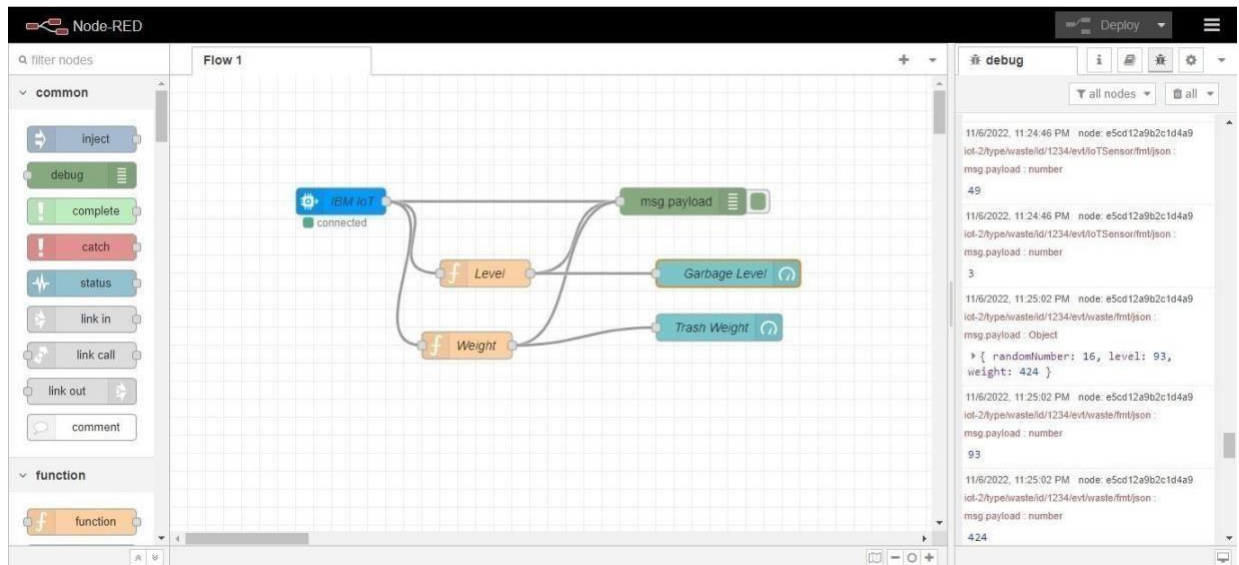 Node-RED
Deploy
filter nodes
Flow 1
debug
i
common
all nodes
all
inject
debug
complete
catch
status
link in
link call
link out
comment
function
function
IBM IoT
connected
msg.payload
Level
Garbage Level
Weight
Trash Weight
11/6/2022, 11:24:46 PM node: e5cd12a9b2c1d4a9
iot-2/type/waste/id/1234/evt/IoTSensor/fmt/json :
msg.payload : number
49
11/6/2022, 11:24:46 PM node: e5cd12a9b2c1d4a9
iot-2/type/waste/id/1234/evt/IoTSensor/fmt/json :
msg.payload : number
3
11/6/2022, 11:25:02 PM node: e5cd12a9b2c1d4a9
iot-2/type/waste/id/1234/evt/waste/fmt/json :
msg.payload : Object
{ randomNumber: 16, level: 93,
weight: 424 }
11/6/2022, 11:25:02 PM node: e5cd12a9b2c1d4a9
iot-2/type/waste/id/1234/evt/waste/fmt/json :
msg.payload : number
93
11/6/2022, 11:25:02 PM node: e5cd12a9b2c1d4a9
iot-2/type/waste/id/1234/evt/waste/fmt/json :
msg.payload : number
424